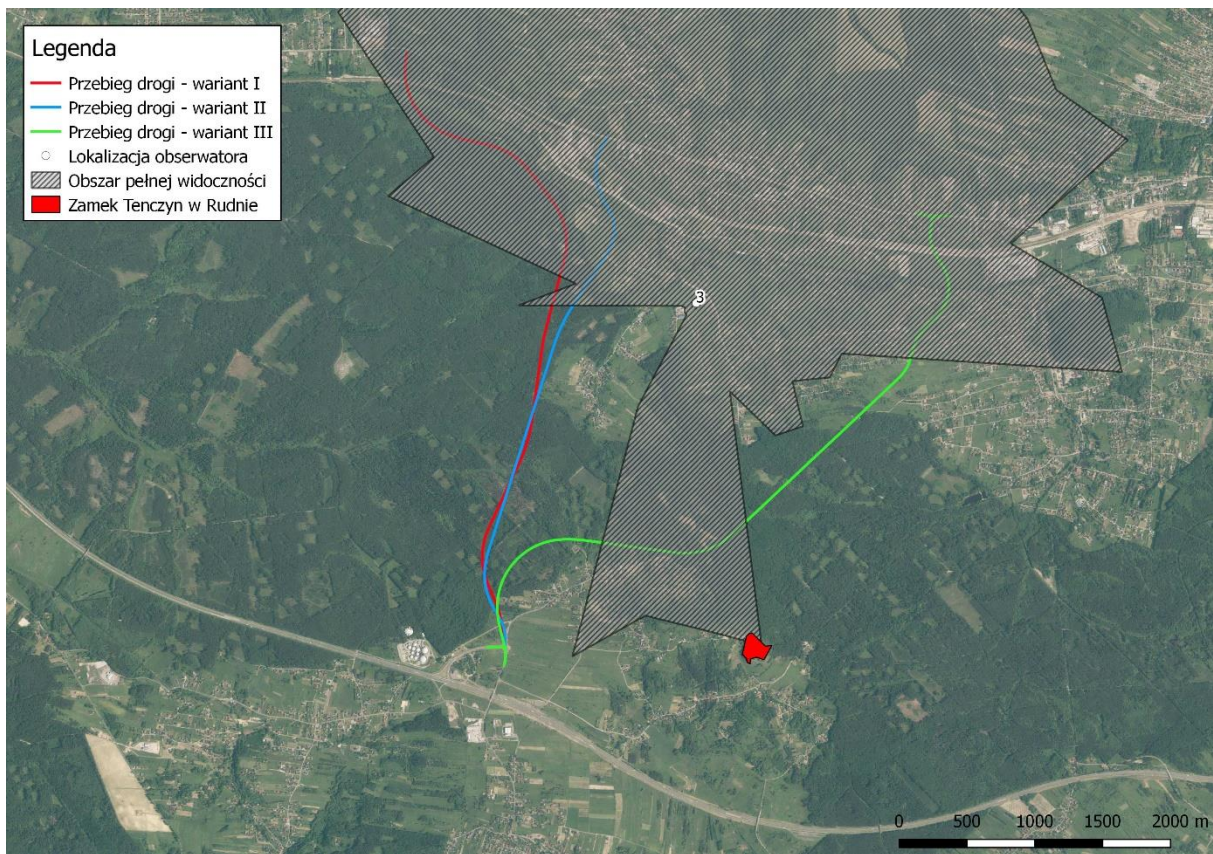 Legenda
Przebieg drogi - wariant I
Przebieg drogi - wariant II
Przebieg drogi - wariant III
Lokalizacja obserwatora
Obszar pełnej widoczności
Zamek Tenczyn w Rudnie
3
0 500 1000 1500 2000 m